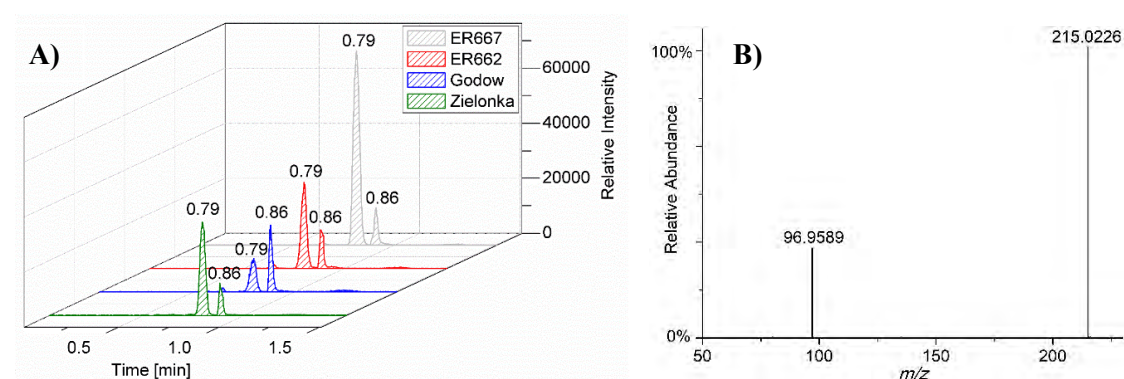 A)
0.79
0.86
0.79
0.86
0.79
0.86
0.79
0.86
ER667
ER662
Godow
Zielonka
60000
40000
20000
0
Relative Intensity
0.5
1.0
1.5
Time [min]
B)
215.0226
96.9589
100%
0%
Relative Abundance
50
100
150
200
m/z